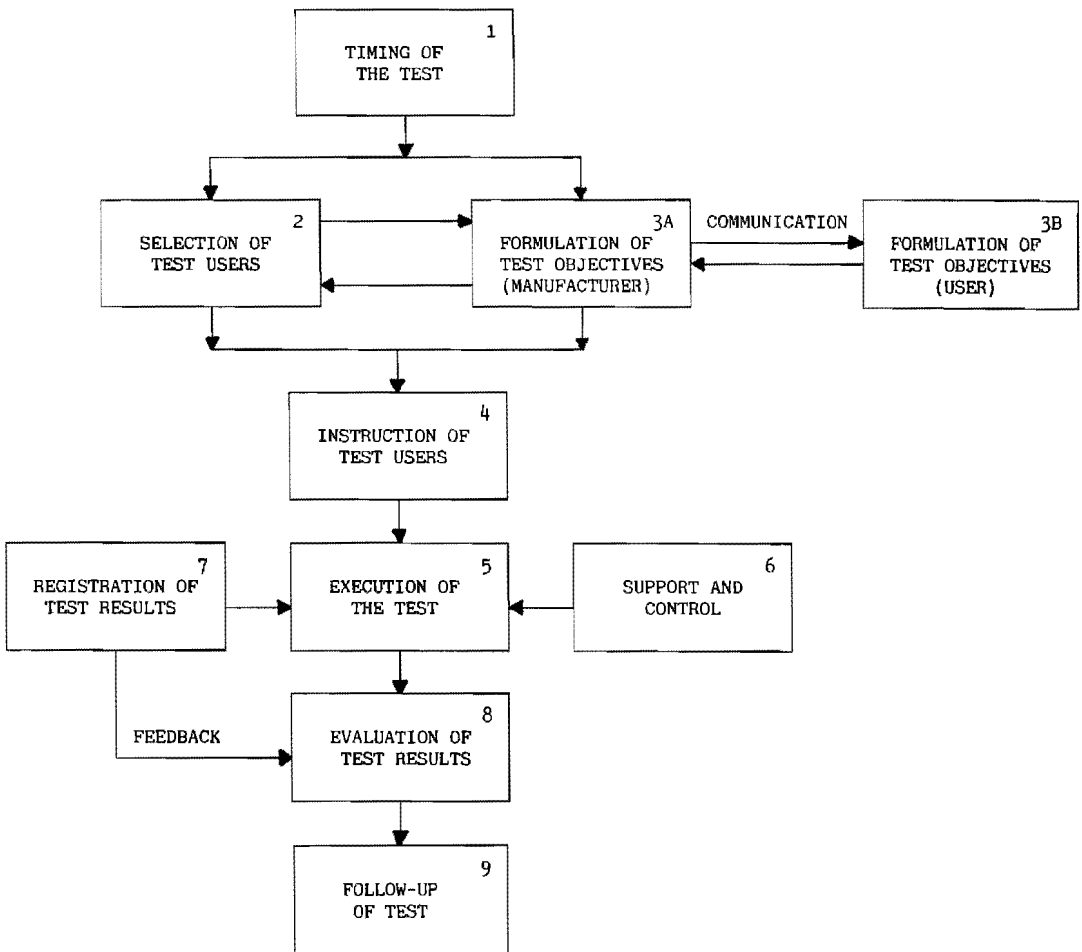 1
TIMING OF
THE TEST
2
SELECTION OF
TEST USERS
3A
FORMULATION OF
TEST OBJECTIVES
(MANUFACTURER)
COMMUNICATION
3B
FORMULATION OF
TEST OBJECTIVES
(USER)
4
INSTRUCTION OF
TEST USERS
7
REGISTRATION OF
TEST RESULTS
5
EXECUTION OF
THE TEST
6
SUPPORT AND
CONTROL
FEEDBACK
8
EVALUATION OF
TEST RESULTS
9
FOLLOW-UP
OF TEST